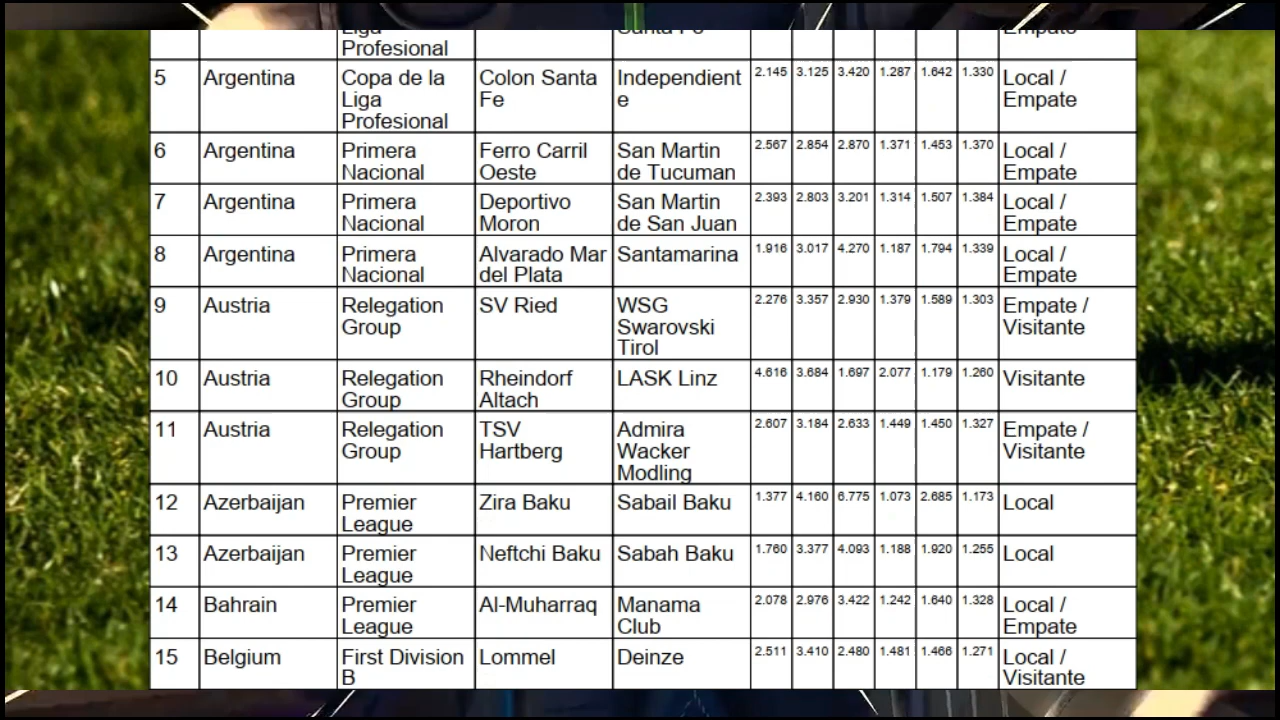 Liga
Profesional
Santa Fe
Empate
5 Argentina Copa de la Colon Santa Independient 2.145 3.125 3.420 1.287 1.642 1.330 Local /
Liga Fe e Empate
Profesional
6 Argentina Primera Ferro Carril San Martin 2.567 2.854 2.870 1.371 1.453 1.370 Local /
Nacional Oeste de Tucuman Empate
7 Argentina Primera Deportivo San Martin 2.393 2.803 3.201 1.314 1.507 1.384 Local /
Nacional Moron de San Juan Empate
8 Argentina Primera Alvarado Mar Santamarina 1.916 3.017 4.270 1.187 1.794 1.339 Local /
Nacional del Plata Empate
9 Austria Relegation SV Ried WSG 2.276 3.357 2.930 1.379 1.589 1.303 Empate /
Group Swarovski Visitante
Tirol
10 Austria Relegation Rheindorf LASK Linz 4.616 3.684 1.697 2.077 1.179 1.260 Visitante
Group Altach
11 Austria Relegation TSV Admira 2.607 3.184 2.633 1.449 1.450 1.327 Empate /
Group Hartberg Wacker Visitante
Modling
12 Azerbaijan Premier Zira Baku Sabail Baku 1.377 4.160 6.775 1.073 2.685 1.173 Local
League
13 Azerbaijan Premier Neftchi Baku Sabah Baku 1.760 3.377 4.093 1.188 1.920 1.255 Local
League
14 Bahrain Premier Al-Muharraq Manama 2.078 2.976 3.422 1.242 1.640 1.328 Local /
League Club Empate
15 Belgium First Division Lommel Deinze 2.511 3.410 2.480 1.481 1.466 1.271 Local /
B Visitante